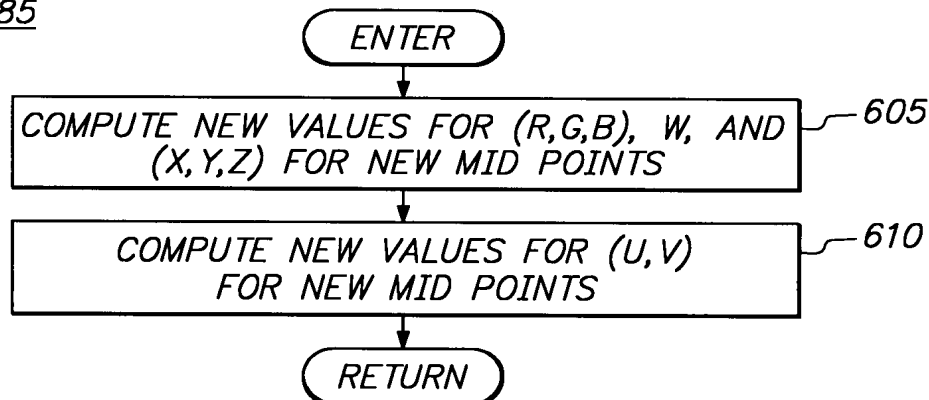 85
ENTER
COMPUTE NEW VALUES FOR (R,G,B), W, AND
(X,Y,Z) FOR NEW MID POINTS
605
COMPUTE NEW VALUES FOR (U,V)
FOR NEW MID POINTS
610
RETURN